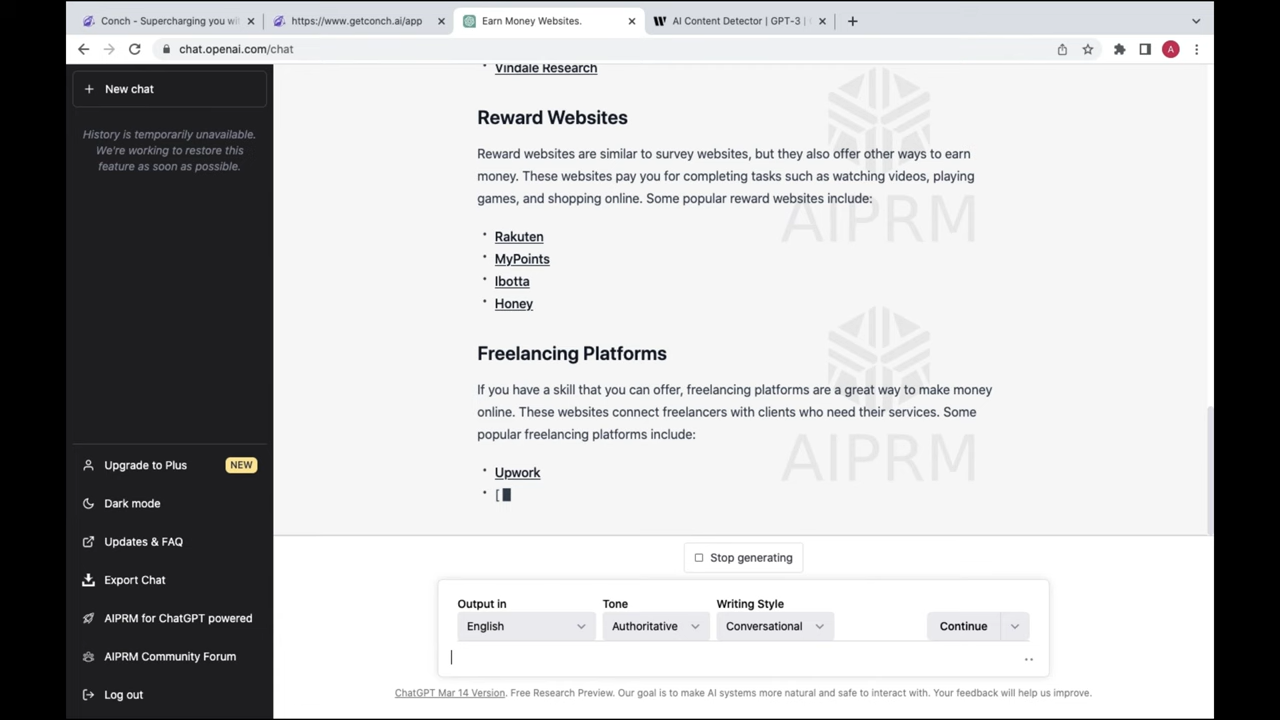 Conch - Supercharging you wi
https://www.getconch.ai/app
Earn Money Websites.
AI Content Detector | GPT-3 |
chat.openai.com/chat
A
New chat
History is temporarily unavailable.
We're working to restore this
feature as soon as possible.
Upgrade to Plus
NEW
Dark mode
Updates & FAQ
Export Chat
AIPRM for ChatGPT powered
AIPRM Community Forum
Log out
Vindale Research
Reward Websites
Reward websites are similar to survey websites, but they also offer other ways to earn
money. These websites pay you for completing tasks such as watching videos, playing
games, and shopping online. Some popular reward websites include:
AIPRM
• Rakuten
• MyPoints
• Ibotta
• Honey
Freelancing Platforms
If you have a skill that you can offer, freelancing platforms are a great way to make money
online. These websites connect freelancers with clients who need their services. Some
popular freelancing platforms include:
AIPRM
• Upwork
• [
Stop generating
Output in
Tone
Writing Style
English
Authoritative
Conversational
Continue
ChatGPT Mar 14 Version. Free Research Preview. Our goal is to make AI systems more natural and safe to interact with. Your feedback will help us improve.